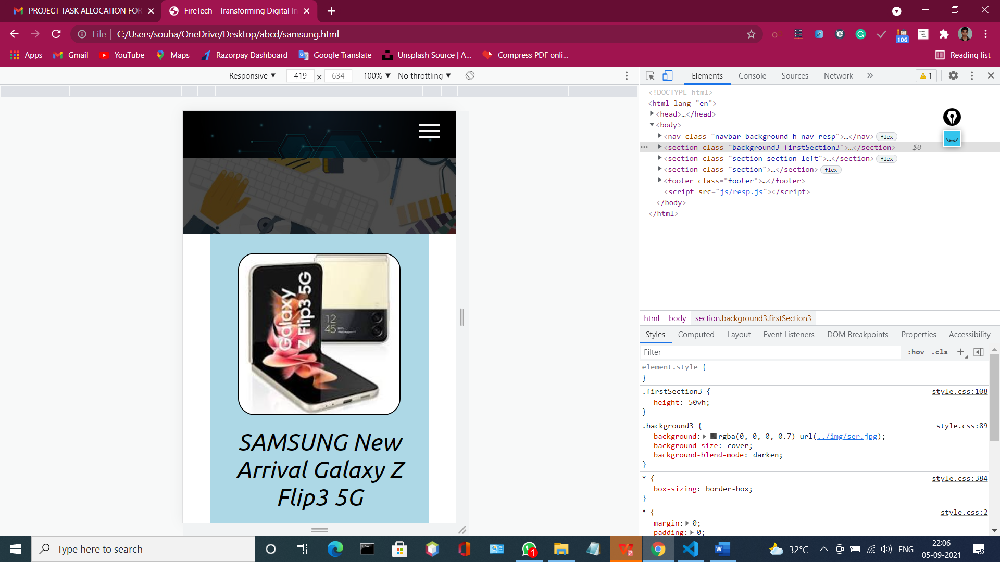 PROJECT TASK ALLOCATION FOR
FireTech - Transforming Digital In
File
C:/Users/souha/OneDrive/Desktop/abcd/samsung.html
106
Apps
Gmail
YouTube
Maps
Razorpay Dashboard
Google Translate
Unsplash Source | A...
Compress PDF onli...
Reading list
Responsive ▼ 419 × 634 100% ▼ No throttling ▼
Elements Console Sources Network » 1
<!DOCTYPE html>
<html lang="en">
<head>…</head>
<body>
<nav class="navbar background h-nav-resp">…</nav> flex
<section class="background3 firstSection3">…</section> == $0
<section class="section section-left">…</section> flex
<section class="section">…</section> flex
<footer class="footer">…</footer>
<script src="js/resp.js"></script>
</body>
</html>
Galaxy
Z Flip3 5G
12
45
SAMSUNG New
Arrival Galaxy Z
Flip3 5G
html body section.background3.firstSection3
Styles Computed Layout Event Listeners DOM Breakpoints Properties Accessibility
Filter :hov .cls +
element.style {
}
.firstSection3 { style.css:108
height: 50vh;
}
.background3 { style.css:89
background: rgba(0, 0, 0, 0.7) url(../img/ser.jpg);
background-size: cover;
background-blend-mode: darken;
}
* { style.css:384
box-sizing: border-box;
}
* { style.css:2
margin: 0;
padding: 0;
Type here to search
1
32°C
ENG
22:06
05-09-2021